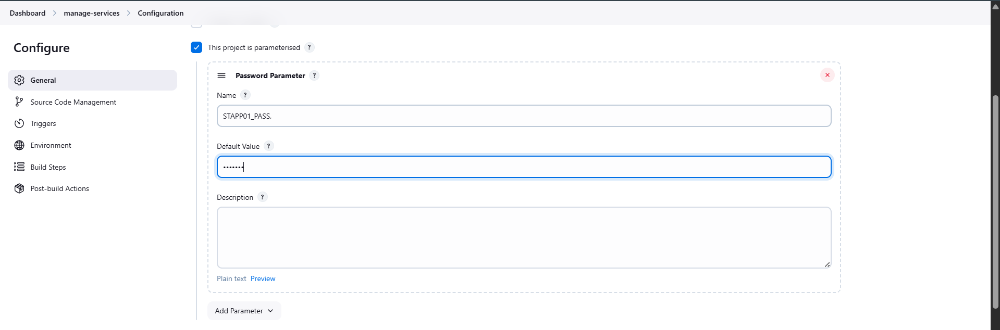 Dashboard > manage-services > Configuration
Configure
General
Source Code Management
Triggers
Environment
Build Steps
Post-build Actions
This project is parameterised ?
Password Parameter ?
Name ?
STAPP01_PASS,
Default Value ?
•••••••
Description ?
Plain text Preview
Add Parameter